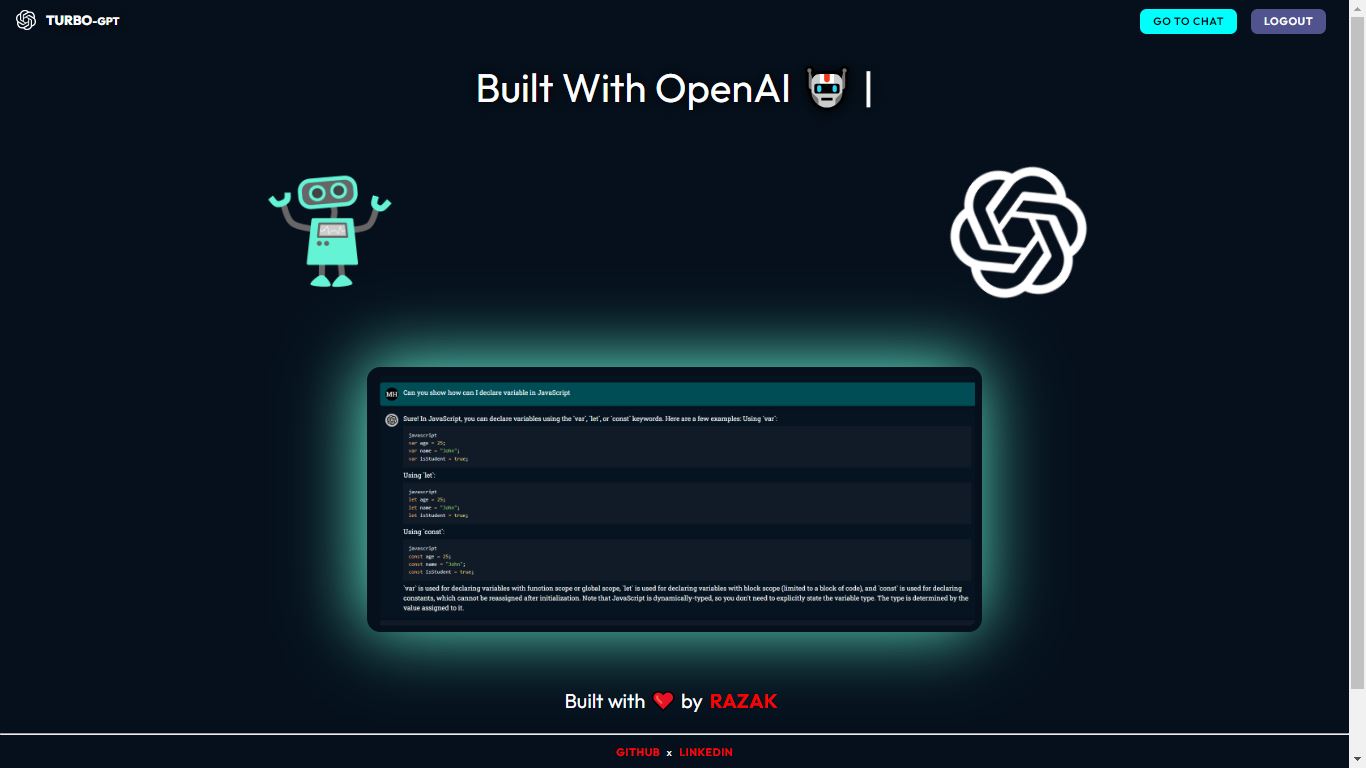 TURBO-GPT
GO TO CHAT
LOGOUT
Built With OpenAI 🤖 |
MH Can you show how can I declare variable in JavaScript
Sure! In JavaScript, you can declare variables using the `var`, `let`, or `const` keywords. Here are a few examples: Using `var`:
javascript
var age = 25;
var name = "John";
var isStudent = true;
Using `let`:
javascript
let age = 25;
let name = "John";
let isStudent = true;
Using `const`:
javascript
const age = 25;
const name = "John";
const isStudent = true;
`var` is used for declaring variables with function scope or global scope, `let` is used for declaring variables with block scope (limited to a block of code), and `const` is used for declaring
constants, which cannot be reassigned after initialization. Note that JavaScript is dynamically-typed, so you don't need to explicitly state the variable type. The type is determined by the
value assigned to it.
Built with ❤️ by RAZAK
GITHUB x LINKEDIN